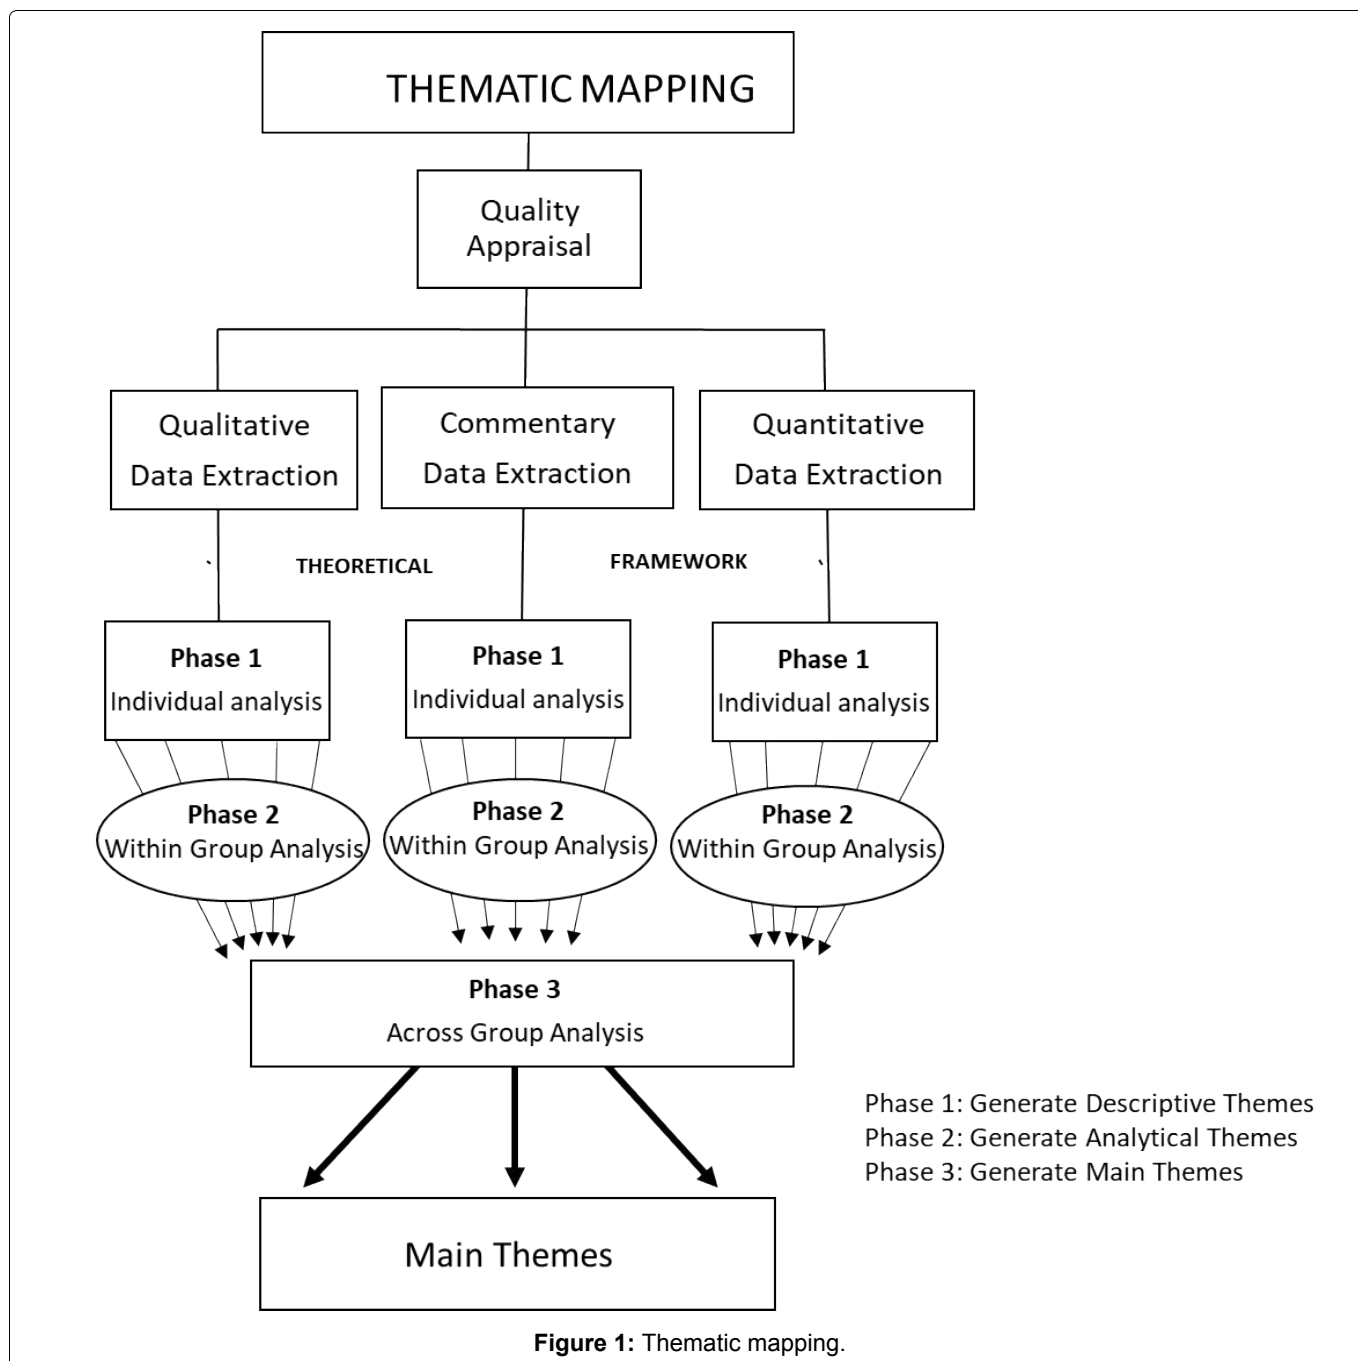 THEMATIC MAPPING
Quality
Appraisal
Qualitative
Data Extraction
Commentary
Data Extraction
Quantitative
Data Extraction
THEORETICAL
FRAMEWORK
Phase 1
Individual analysis
Phase 1
Individual analysis
Phase 1
Individual analysis
Phase 2
Within Group Analysis
Phase 2
Within Group Analysis
Phase 2
Within Group Analysis
Phase 3
Across Group Analysis
Phase 1: Generate Descriptive Themes
Phase 2: Generate Analytical Themes
Phase 3: Generate Main Themes
Main Themes
Figure 1: Thematic mapping.